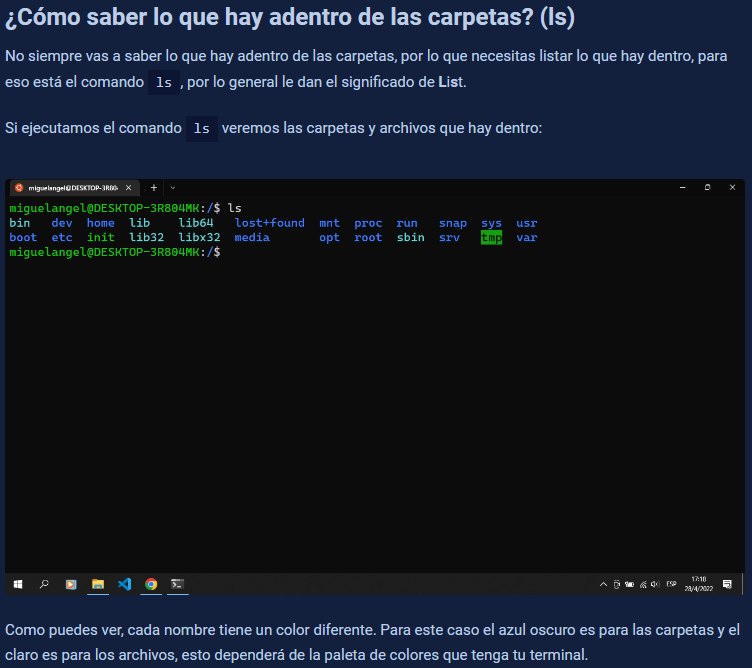 ¿Cómo saber lo que hay adentro de las carpetas? (ls)
No siempre vas a saber lo que hay adentro de las carpetas, por lo que necesitas listar lo que hay dentro, para
eso está el comando ls, por lo general le dan el significado de List.
Si ejecutamos el comando ls veremos las carpetas y archivos que hay dentro:
miguelangel@DESKTOP-3R80
miguelangel@DESKTOP-3R804MK:/$ ls
bin dev home lib lib64 lost+found mnt proc run snap sys usr
boot etc init lib32 libx32 media opt root sbin srv tmp var
miguelangel@DESKTOP-3R804MK:/$
ESP
17:18
28/4/2022
Como puedes ver, cada nombre tiene un color diferente. Para este caso el azul oscuro es para las carpetas y el
claro es para los archivos, esto dependerá de la paleta de colores que tenga tu terminal.